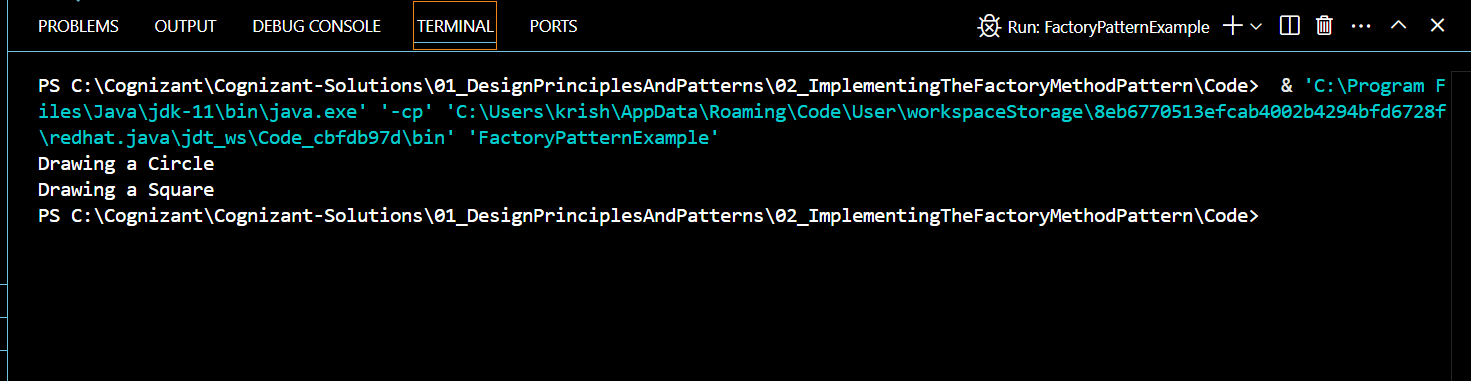 PROBLEMS OUTPUT DEBUG CONSOLE TERMINAL PORTS Run: FactoryPatternExample
PS C:\Cognizant\Cognizant-Solutions\01_DesignPrinciplesAndPatterns\02_ImplementingTheFactoryMethodPattern\Code>  & 'C:\Program F
iles\Java\jdk-11\bin\java.exe' '-cp' 'C:\Users\krish\AppData\Roaming\Code\User\workspaceStorage\8eb6770513efcab4002b4294bfd6728f
\redhat.java\jdt_ws\Code_cbfdb97d\bin' 'FactoryPatternExample'
Drawing a Circle
Drawing a Square
PS C:\Cognizant\Cognizant-Solutions\01_DesignPrinciplesAndPatterns\02_ImplementingTheFactoryMethodPattern\Code>